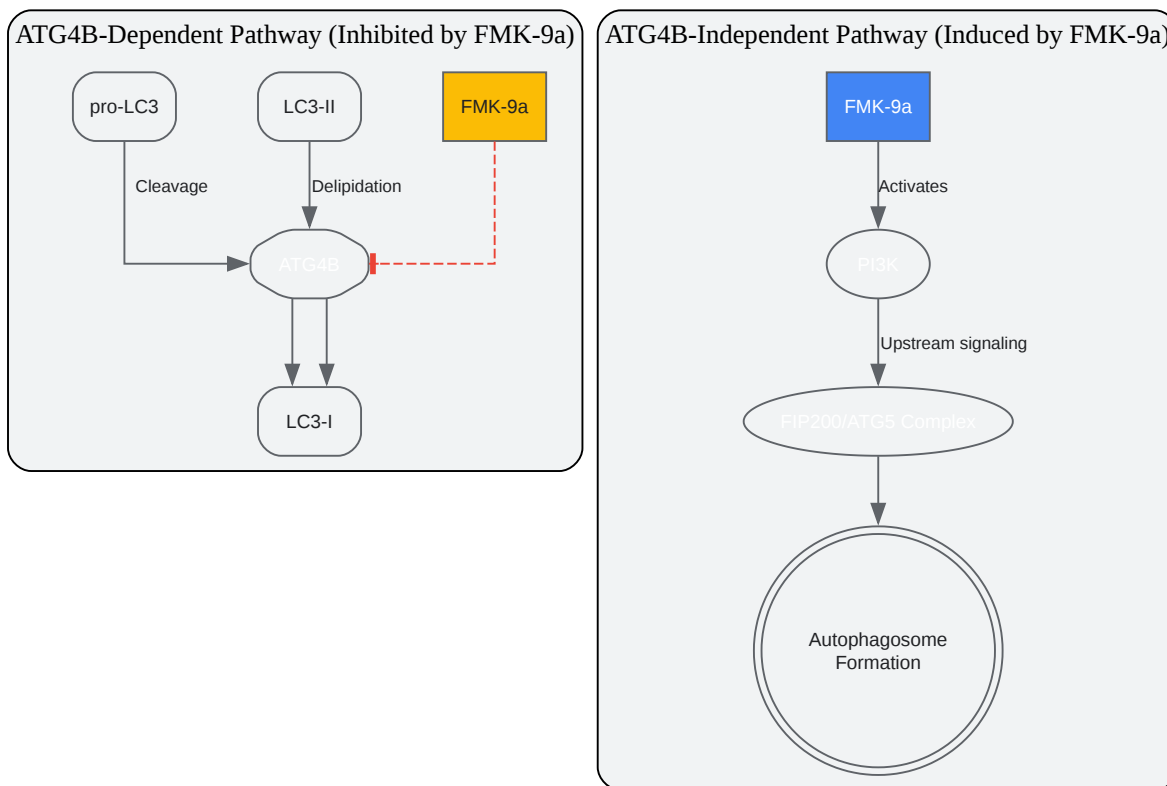 ATG4B-Dependent Pathway (Inhibited by FMK-9a)
pro-LC3
LC3-II
FMK-9a
Cleavage
Delipidation
ATG4B
LC3-I
ATG4B-Independent Pathway (Induced by FMK-9a)
FMK-9a
Activates
PI3K
Upstream signaling
FIP200/ATG5 Complex
Autophagosome
Formation